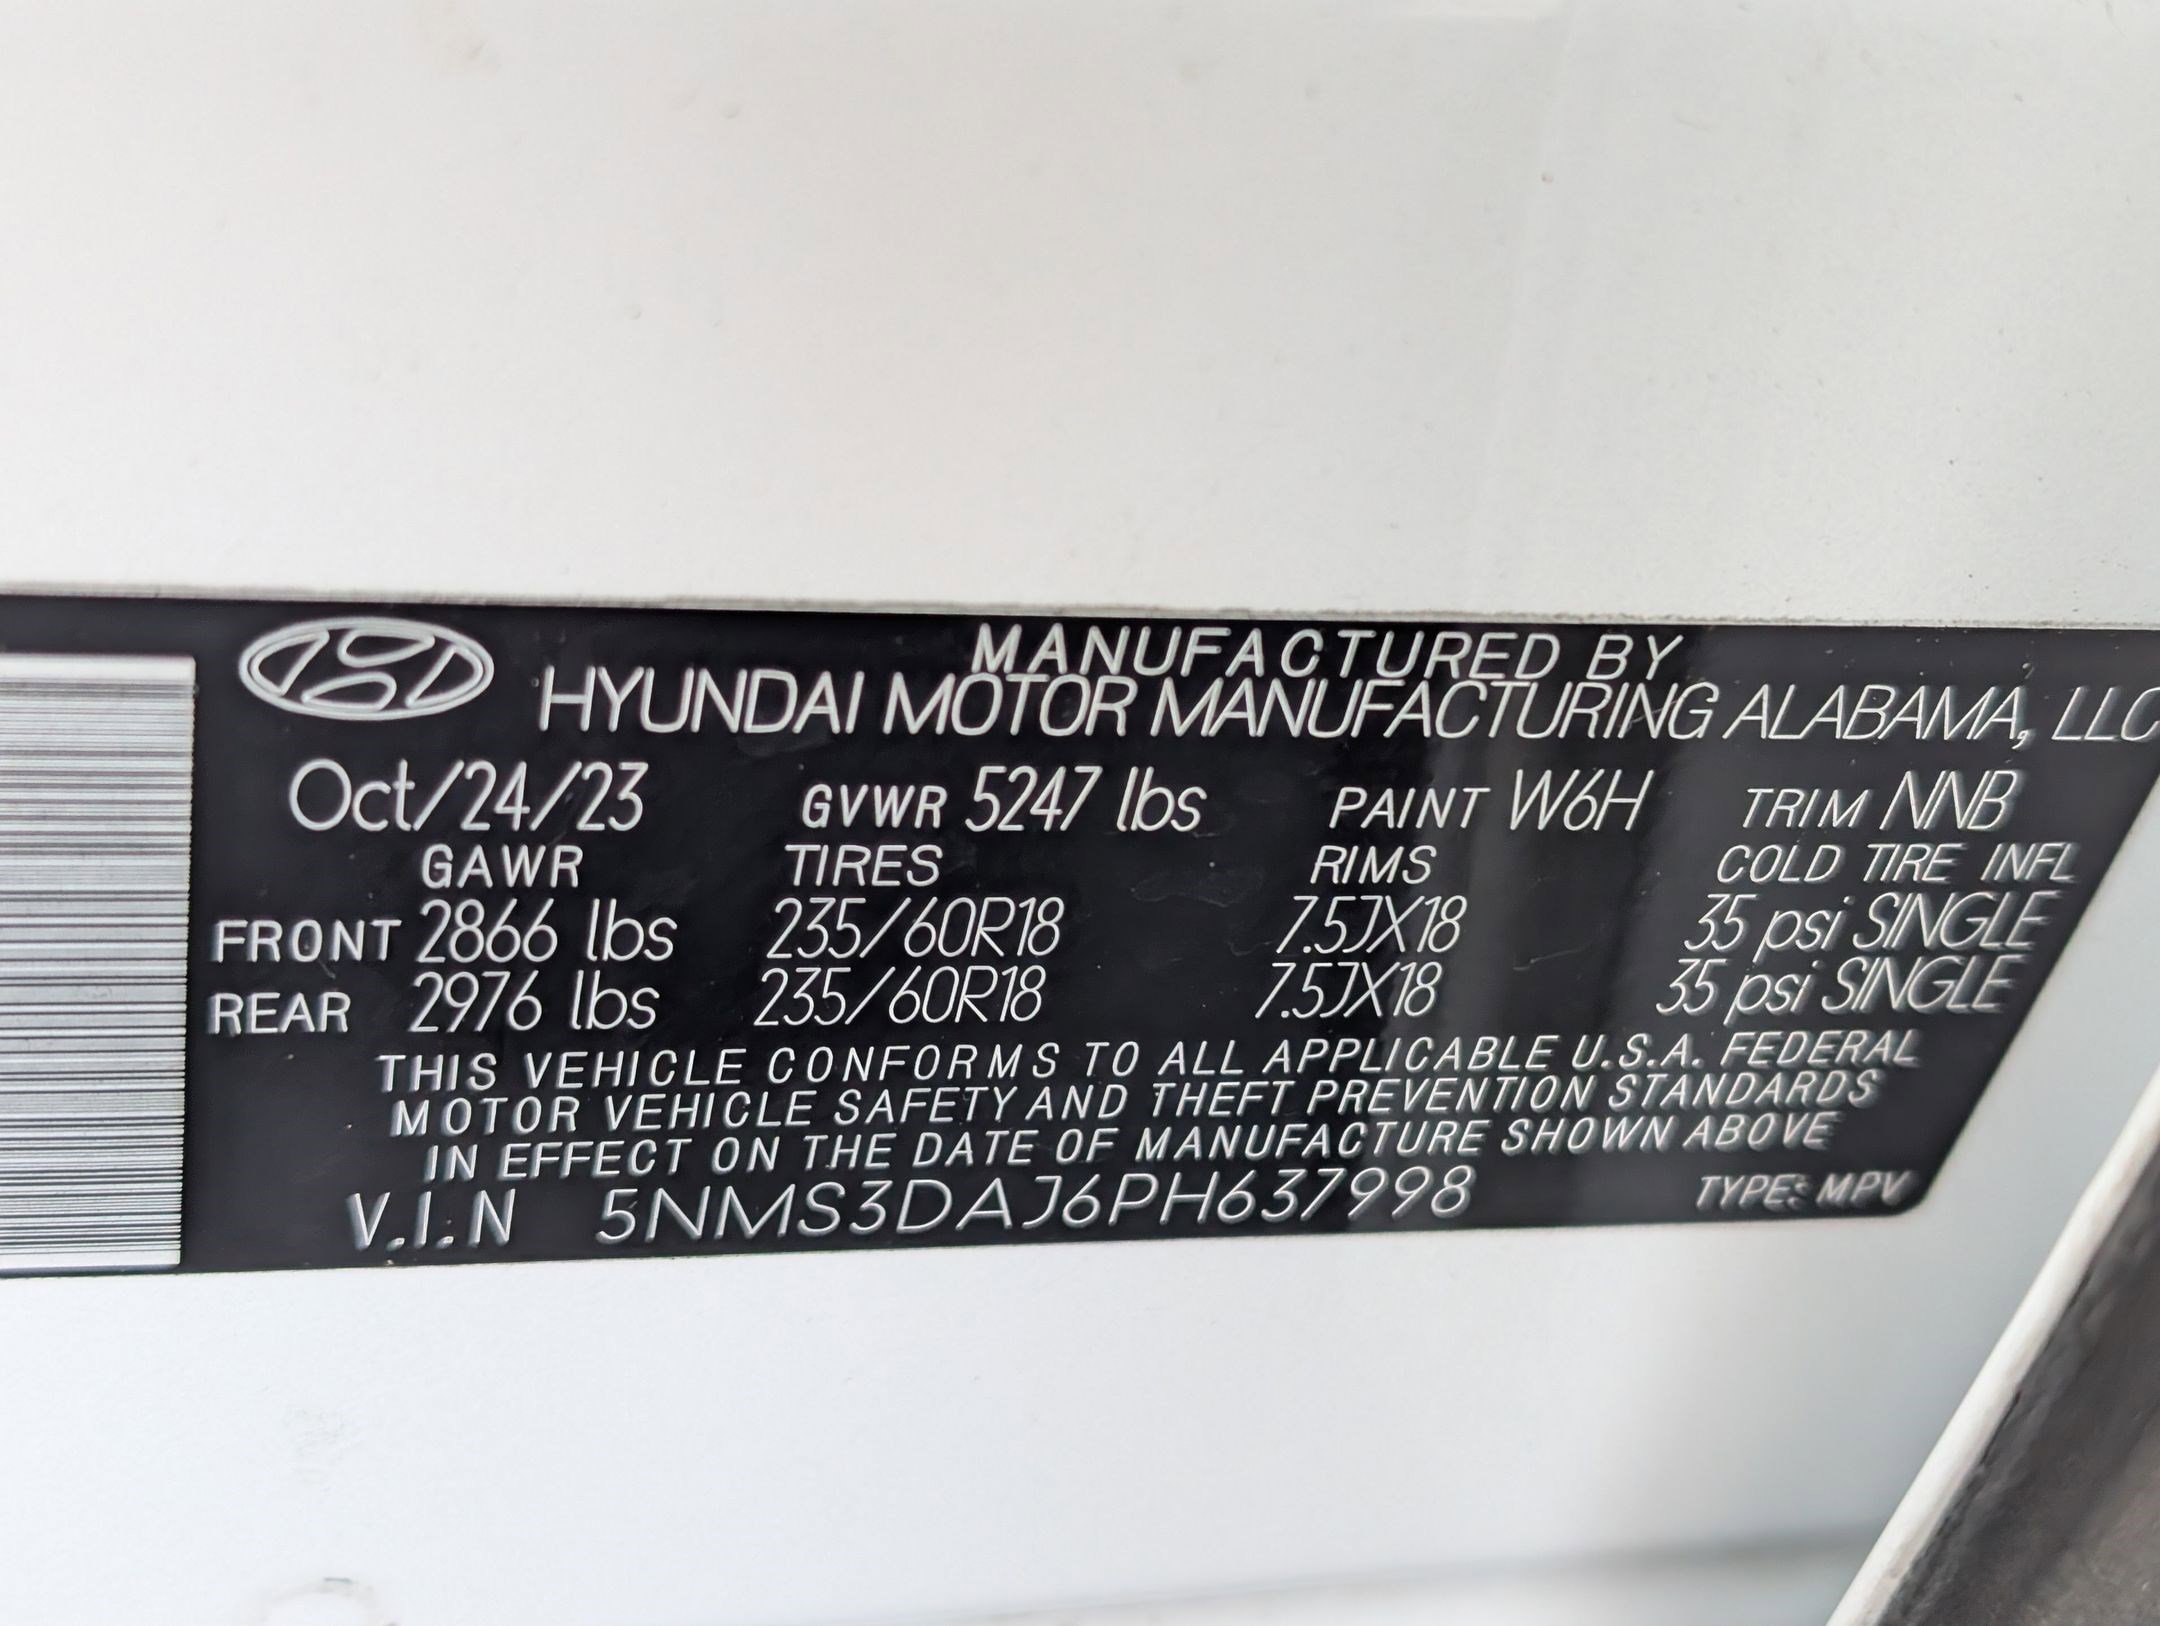 MANUFACTURED BY
HYUNDAI MOTOR MANUFACTURING ALABAMA, LLC
Oct/24/23 GVWR 5247 lbs PAINT W6H TRIM NNB
GAWR TIRES RIMS COLD TIRE INFL
FRONT 2866 lbs 235/60R18 7.5JX18 35 psi SINGLE
REAR 2976 lbs 235/60R18 7.5JX18 35 psi SINGLE
THIS VEHICLE CONFORMS TO ALL APPLICABLE U.S.A. FEDERAL
MOTOR VEHICLE SAFETY AND THEFT PREVENTION STANDARDS
IN EFFECT ON THE DATE OF MANUFACTURE SHOWN ABOVE
V.I.N 5NMS3DAJ6PH637998 TYPE: MPV